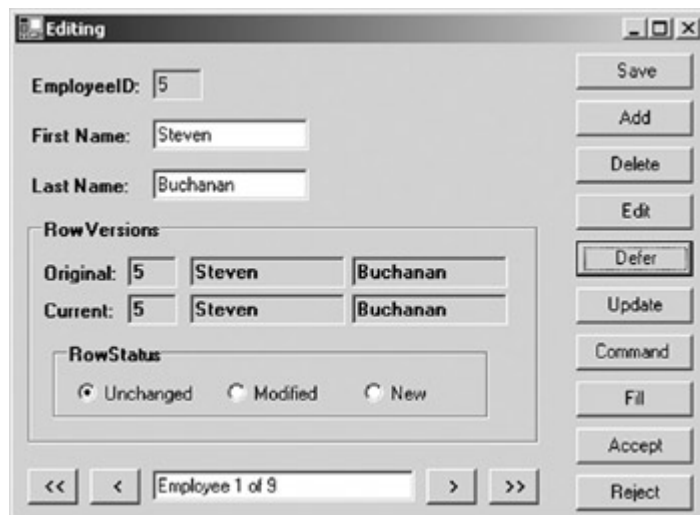 Editing
EmployeeID: 5
First Name: Steven
Last Name: Buchanan
RowVersions
Original: 5 Steven Buchanan
Current: 5 Steven Buchanan
RowStatus
Unchanged Modified New
<< < Employee 1 of 9 > >>
Save
Add
Delete
Edit
Defer
Update
Command
Fill
Accept
Reject